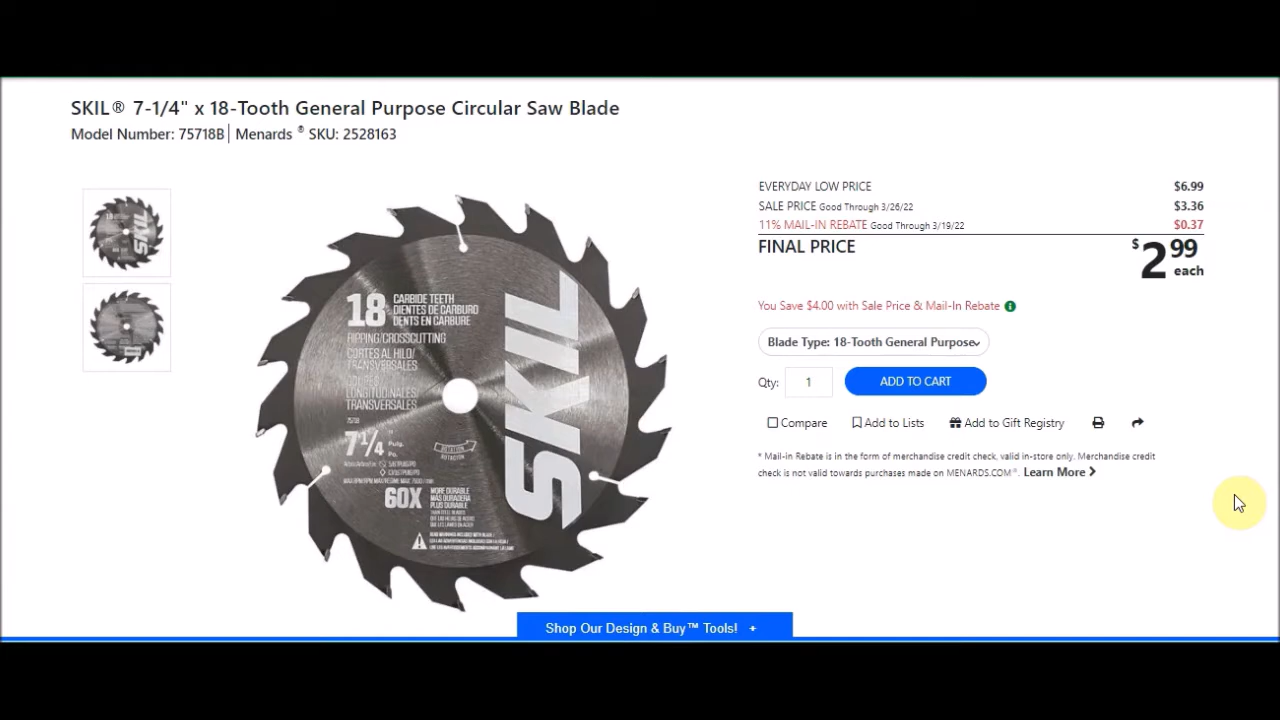 SKIL® 7-1/4" x 18-Tooth General Purpose Circular Saw Blade
Model Number: 75718B | Menards ® SKU: 2528163
EVERYDAY LOW PRICE $6.99
SALE PRICE Good Through 3/26/22 $3.36
11% MAIL-IN REBATE Good Through 3/19/22 $0.37
FINAL PRICE $2 99 each
You Save $4.00 with Sale Price & Mail-In Rebate
Blade Type: 18-Tooth General Purpose
Qty: 1 ADD TO CART
Compare Add to Lists Add to Gift Registry
* Mail-in Rebate is in the form of merchandise credit check, valid in-store only. Merchandise credit
check is not valid towards purchases made on MENARDS.COM®. Learn More
18 CARBIDE TEETH
DIENTES DE CARBURO
DENTS EN CARBURE
RIPPING/CROSSCUTTING
CORTES AL HILO/
TRANSVERSALES
LONGITUDINALES/
TRANSVERSALES
75718
7 1/4" Pulg. Po.
ROTATION
60X MORE DURABLE
MÁS DURADERA
PLUS DURABLE
SKIL
Shop Our Design & Buy™ Tools! +